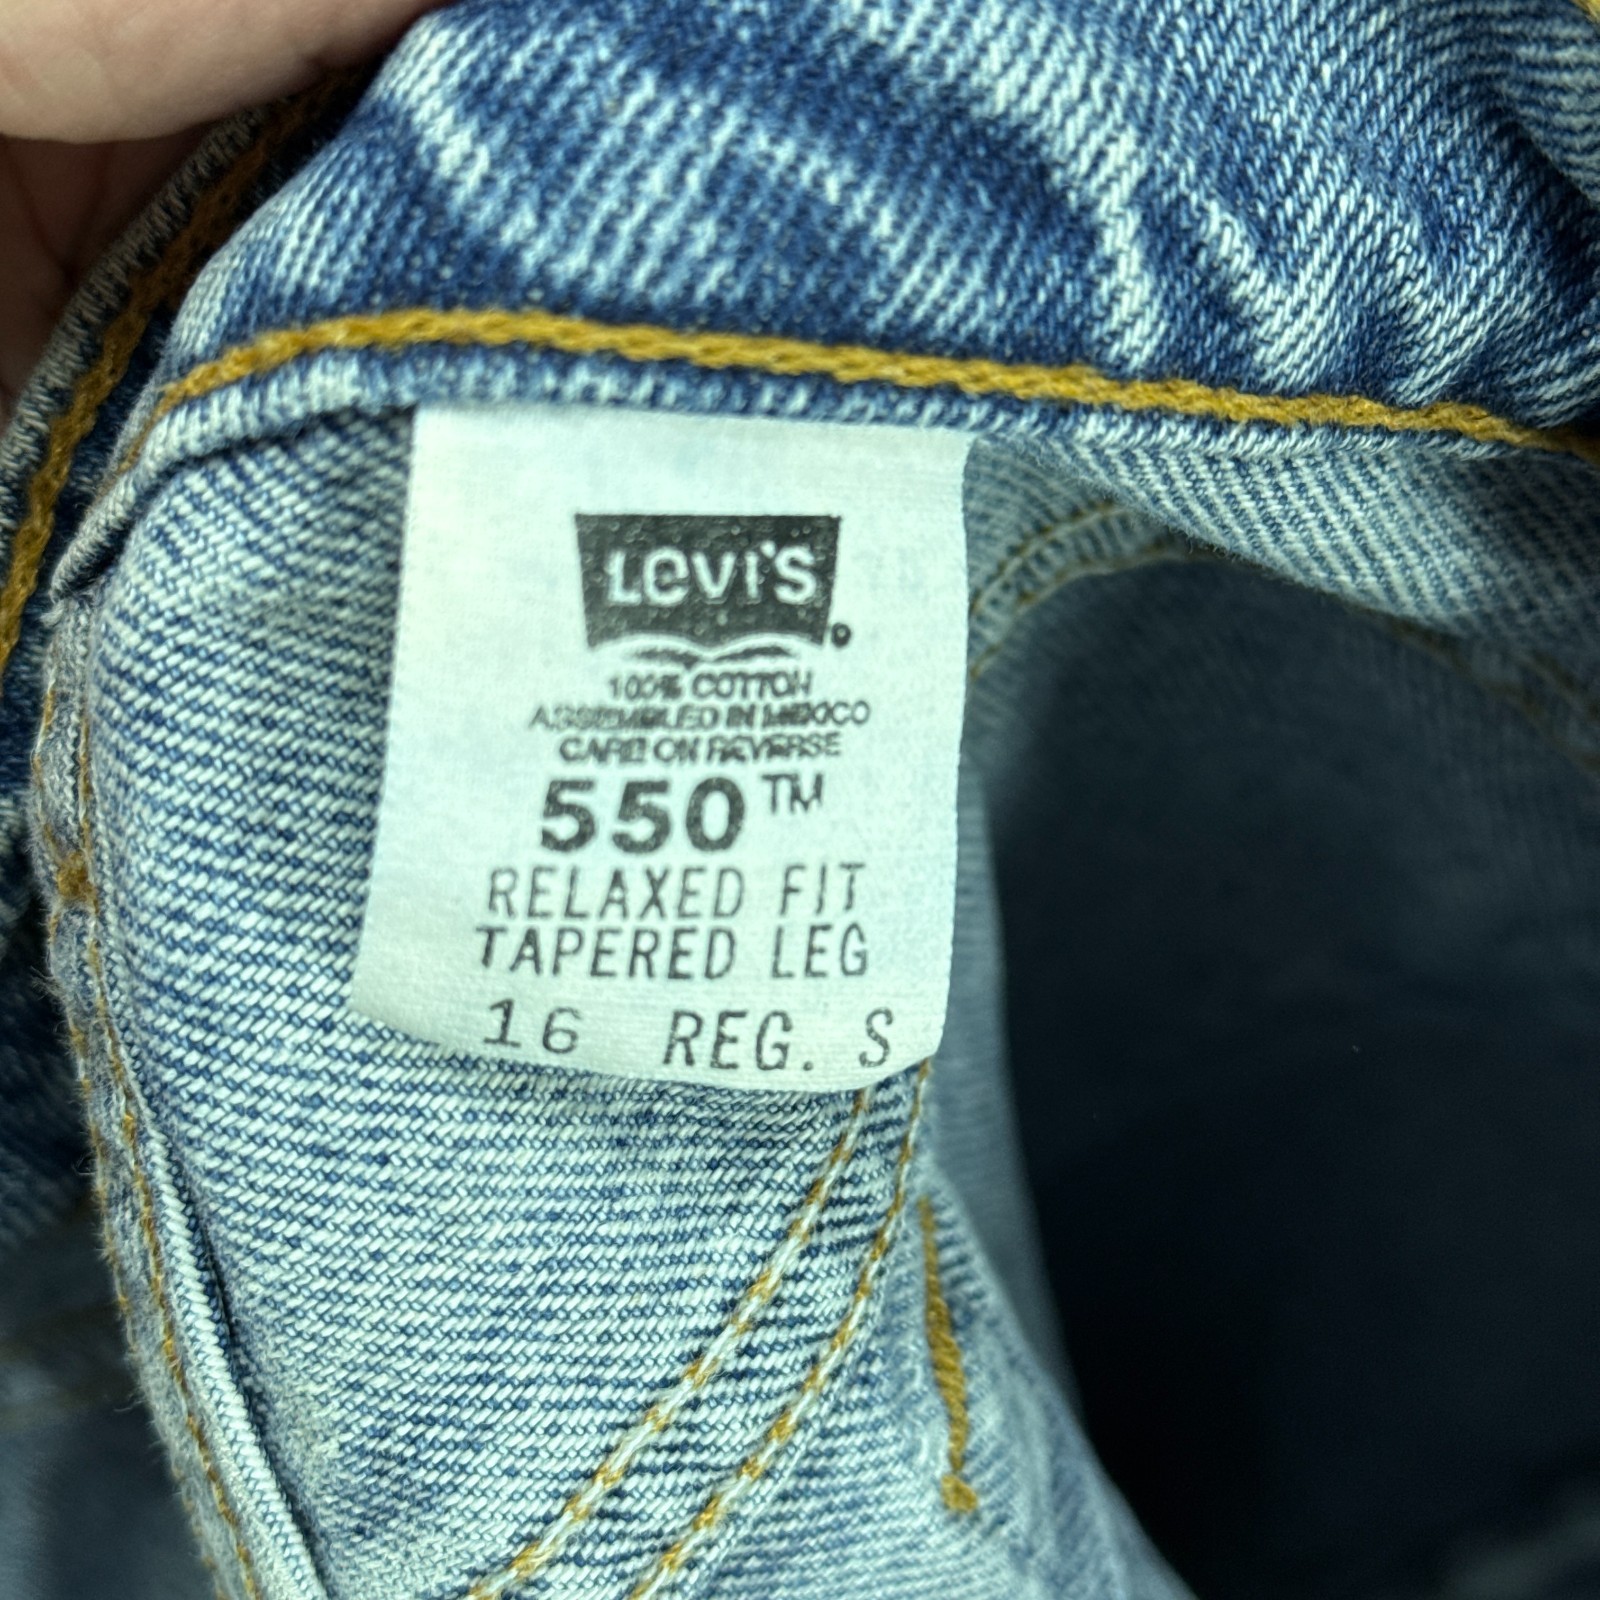 LEVI'S
100% COTTON
ASSEMBLED IN MEXICO
CARE ON REVERSE
550™
RELAXED FIT
TAPERED LEG
16 REG. S